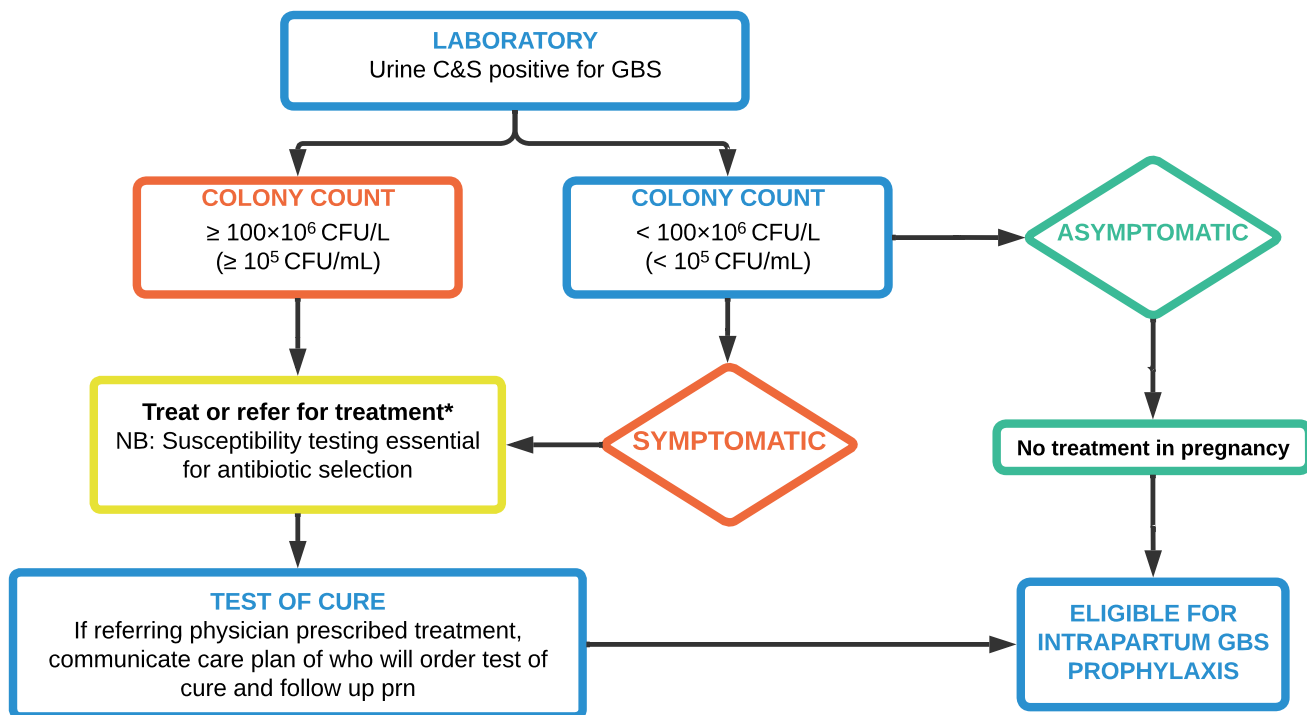 LABORATORY
Urine C&S positive for GBS
COLONY COUNT
≥ 100×10⁶ CFU/L
(≥ 10⁵ CFU/mL)
COLONY COUNT
< 100×10⁶ CFU/L
(< 10⁵ CFU/mL)
ASYMPTOMATIC
Treat or refer for treatment*
NB: Susceptibility testing essential
for antibiotic selection
SYMPTOMATIC
No treatment in pregnancy
TEST OF CURE
If referring physician prescribed treatment,
communicate care plan of who will order test of
cure and follow up prn
ELIGIBLE FOR
INTRAPARTUM GBS
PROPHYLAXIS